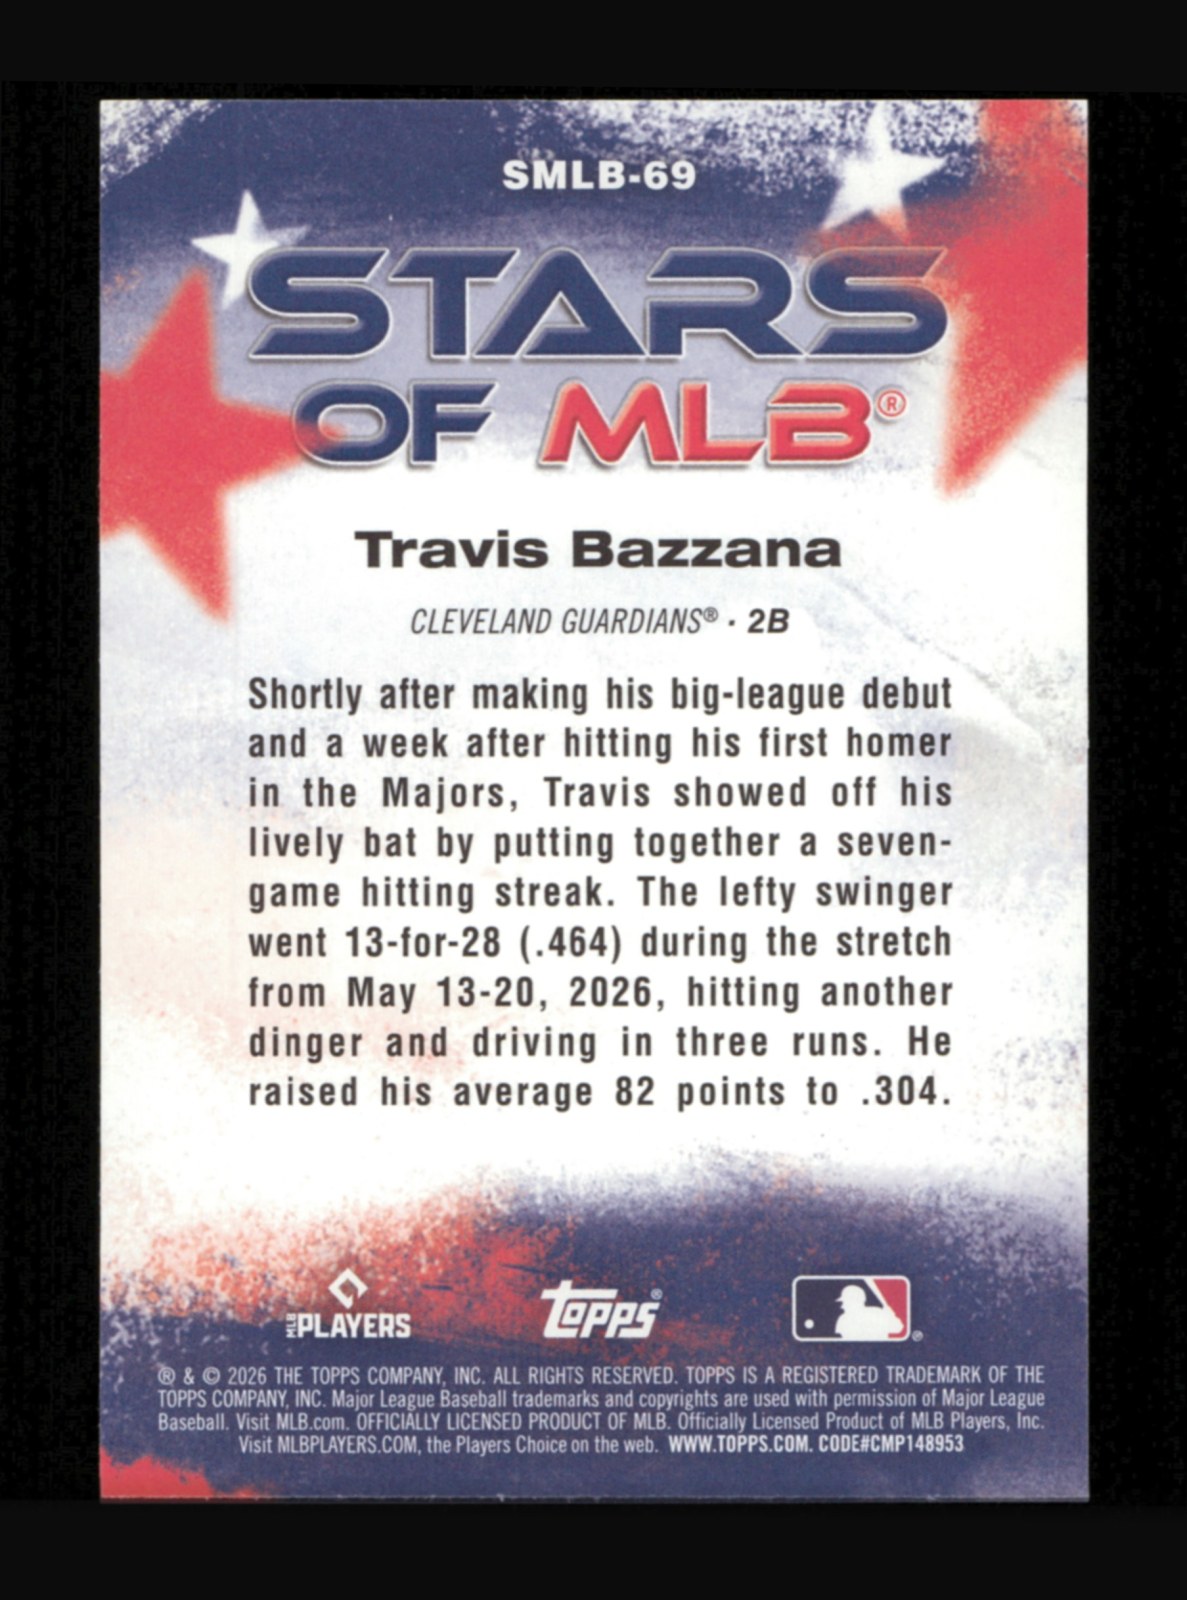 SMLB-69
STARS
OF MLB®
Travis Bazzana
CLEVELAND GUARDIANS® · 2B
Shortly after making his big-league debut
and a week after hitting his first homer
in the Majors, Travis showed off his
lively bat by putting together a seven-
game hitting streak. The lefty swinger
went 13-for-28 (.464) during the stretch
from May 13-20, 2026, hitting another
dinger and driving in three runs. He
raised his average 82 points to .304.
MLB PLAYERS
Topps®
®
® & © 2026 THE TOPPS COMPANY, INC. ALL RIGHTS RESERVED. TOPPS IS A REGISTERED TRADEMARK OF THE
TOPPS COMPANY, INC. Major League Baseball trademarks and copyrights are used with permission of Major League
Baseball. Visit MLB.com. OFFICIALLY LICENSED PRODUCT OF MLB. Officially Licensed Product of MLB Players, Inc.
Visit MLBPLAYERS.COM, the Players Choice on the web. WWW.TOPPS.COM. CODE#CMP148953